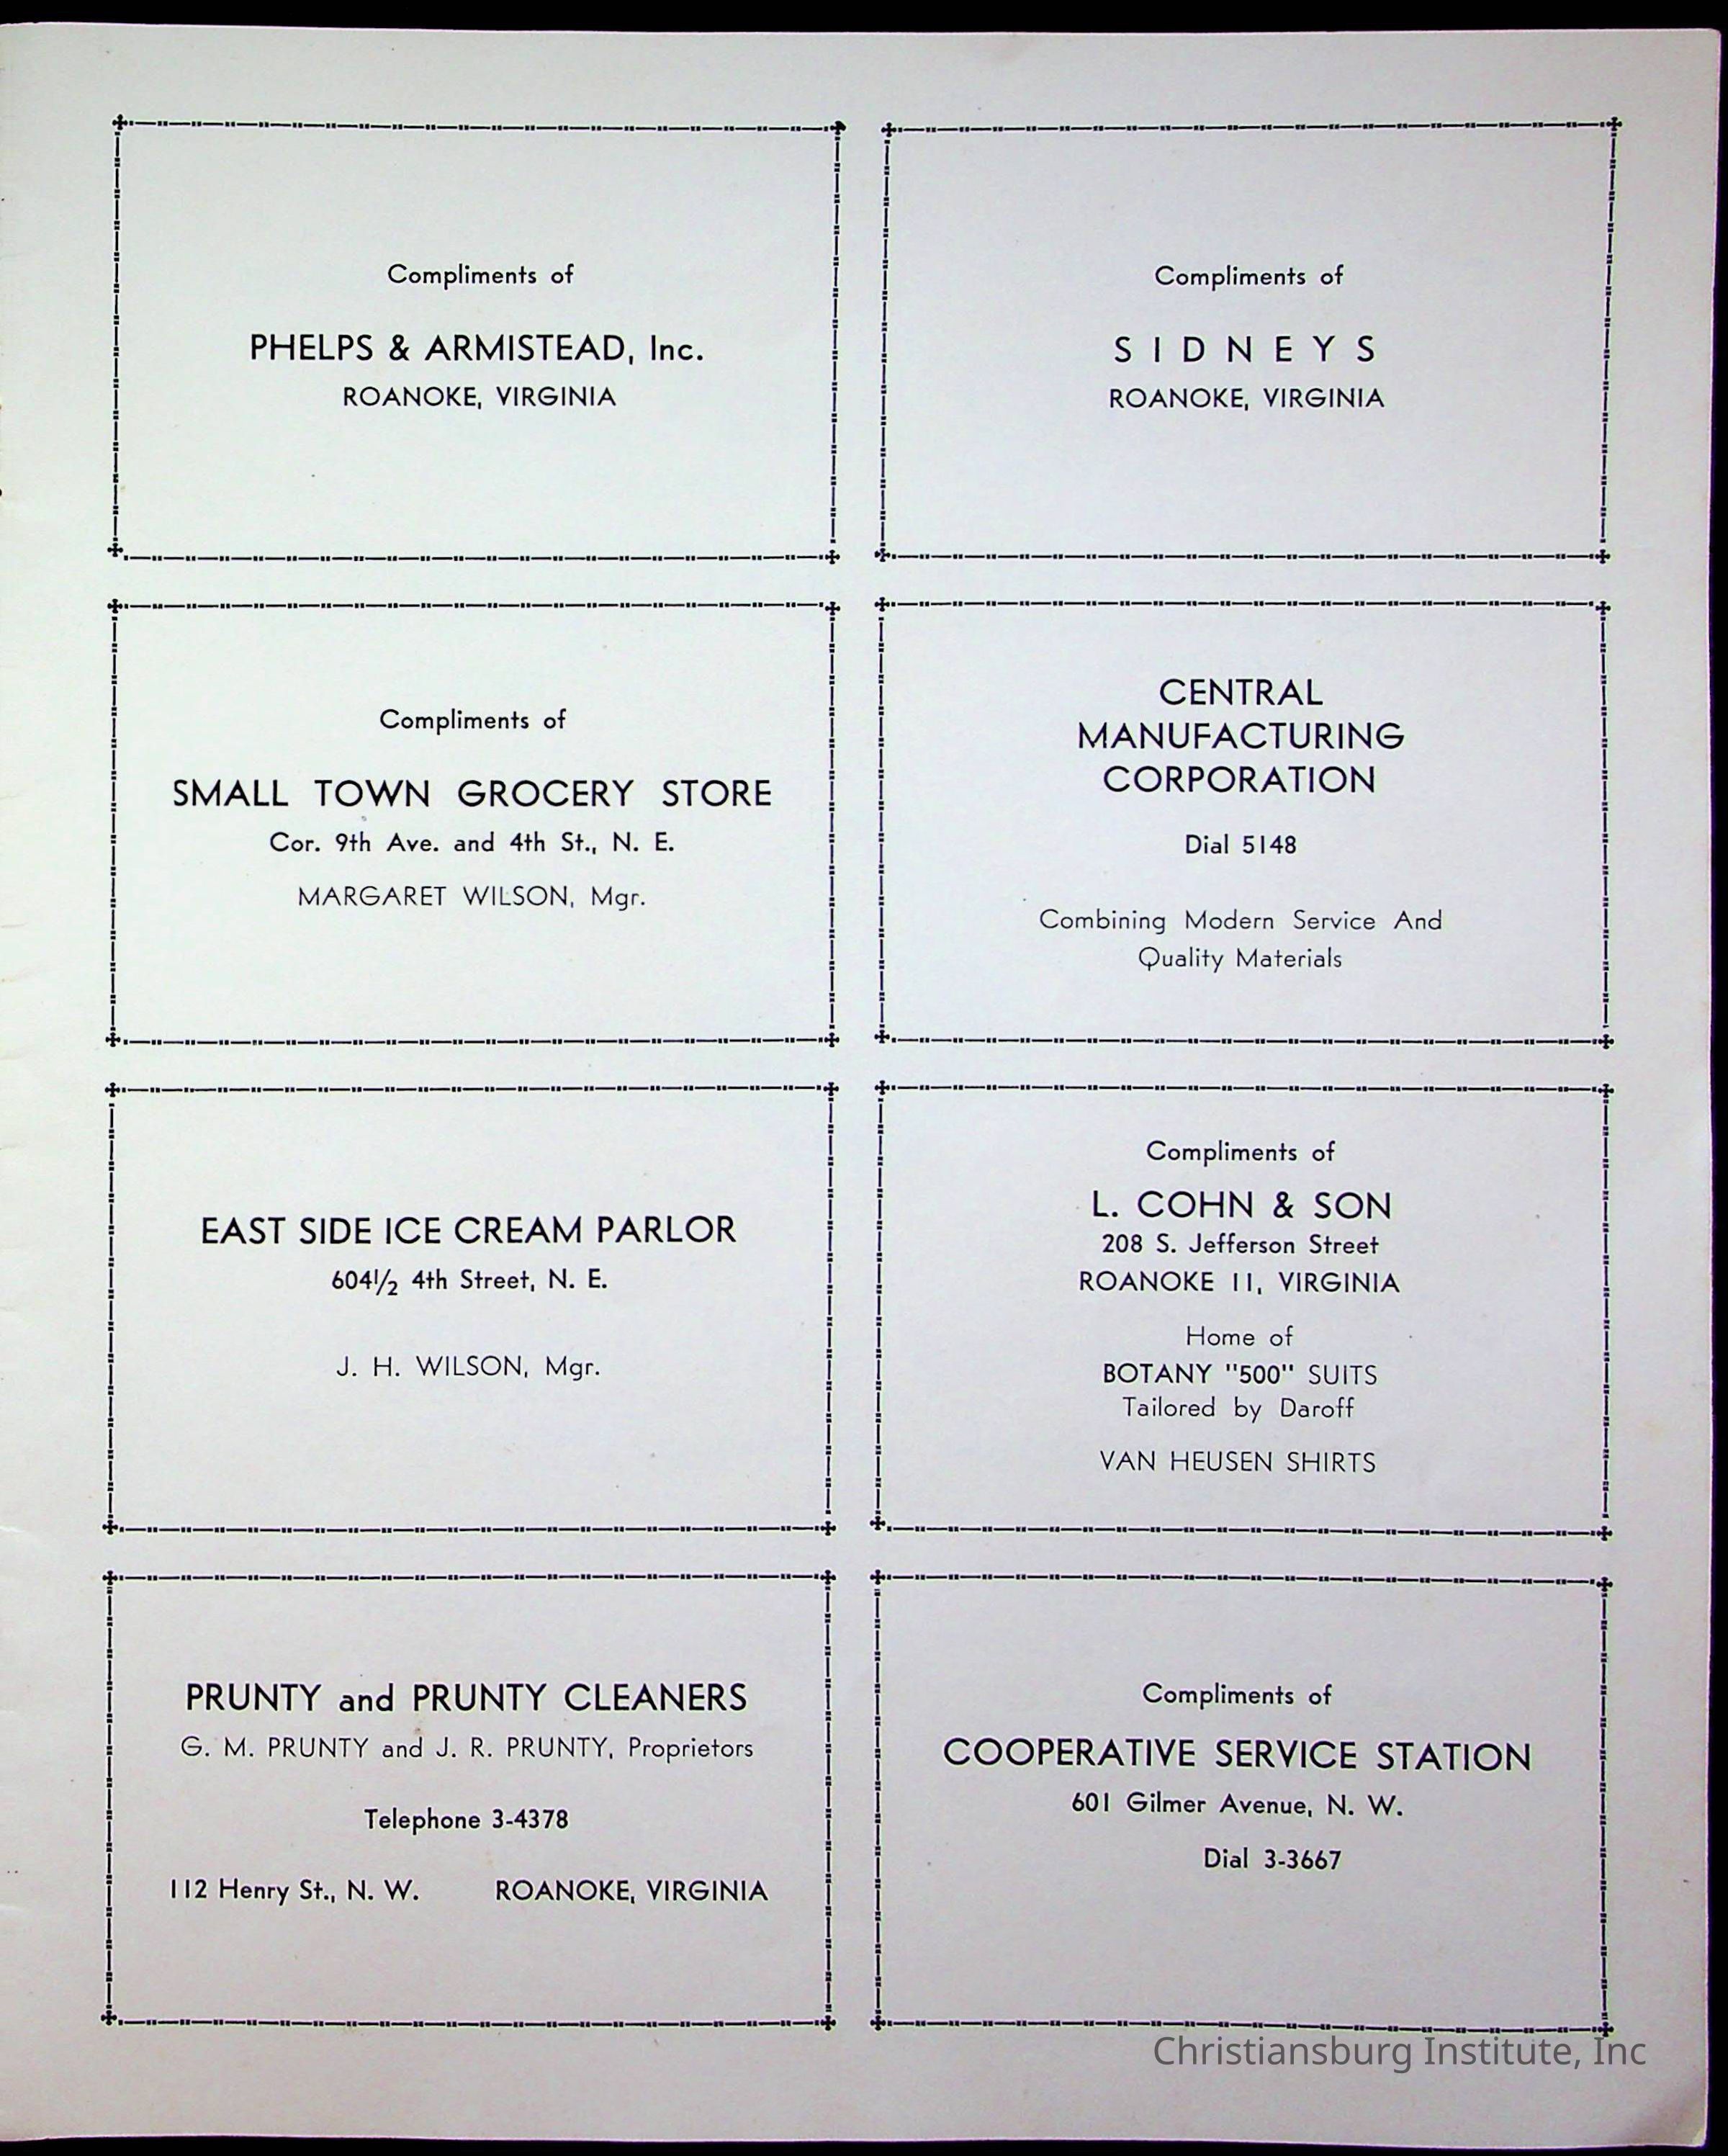 Compliments of
PHELPS & ARMISTEAD, Inc.
ROANOKE, VIRGINIA
Compliments of
SIDNEYS
ROANOKE, VIRGINIA
Compliments of
SMALL TOWN GROCERY STORE
Cor. 9th Ave. and 4th St., N. E.
MARGARET WILSON, Mgr.
CENTRAL
MANUFACTURING
CORPORATION
Dial 5148
Combining Modern Service And
Quality Materials
EAST SIDE ICE CREAM PARLOR
604½ 4th Street, N. E.
J. H. WILSON, Mgr.
Compliments of
L. COHN & SON
208 S. Jefferson Street
ROANOKE 11, VIRGINIA
Home of
BOTANY "500" SUITS
Tailored by Daroff
VAN HEUSEN SHIRTS
PRUNTY and PRUNTY CLEANERS
G. M. PRUNTY and J. R. PRUNTY, Proprietors
Telephone 3-4378
112 Henry St., N. W. ROANOKE, VIRGINIA
Compliments of
COOPERATIVE SERVICE STATION
601 Gilmer Avenue, N. W.
Dial 3-3667
Christiansburg Institute, Inc